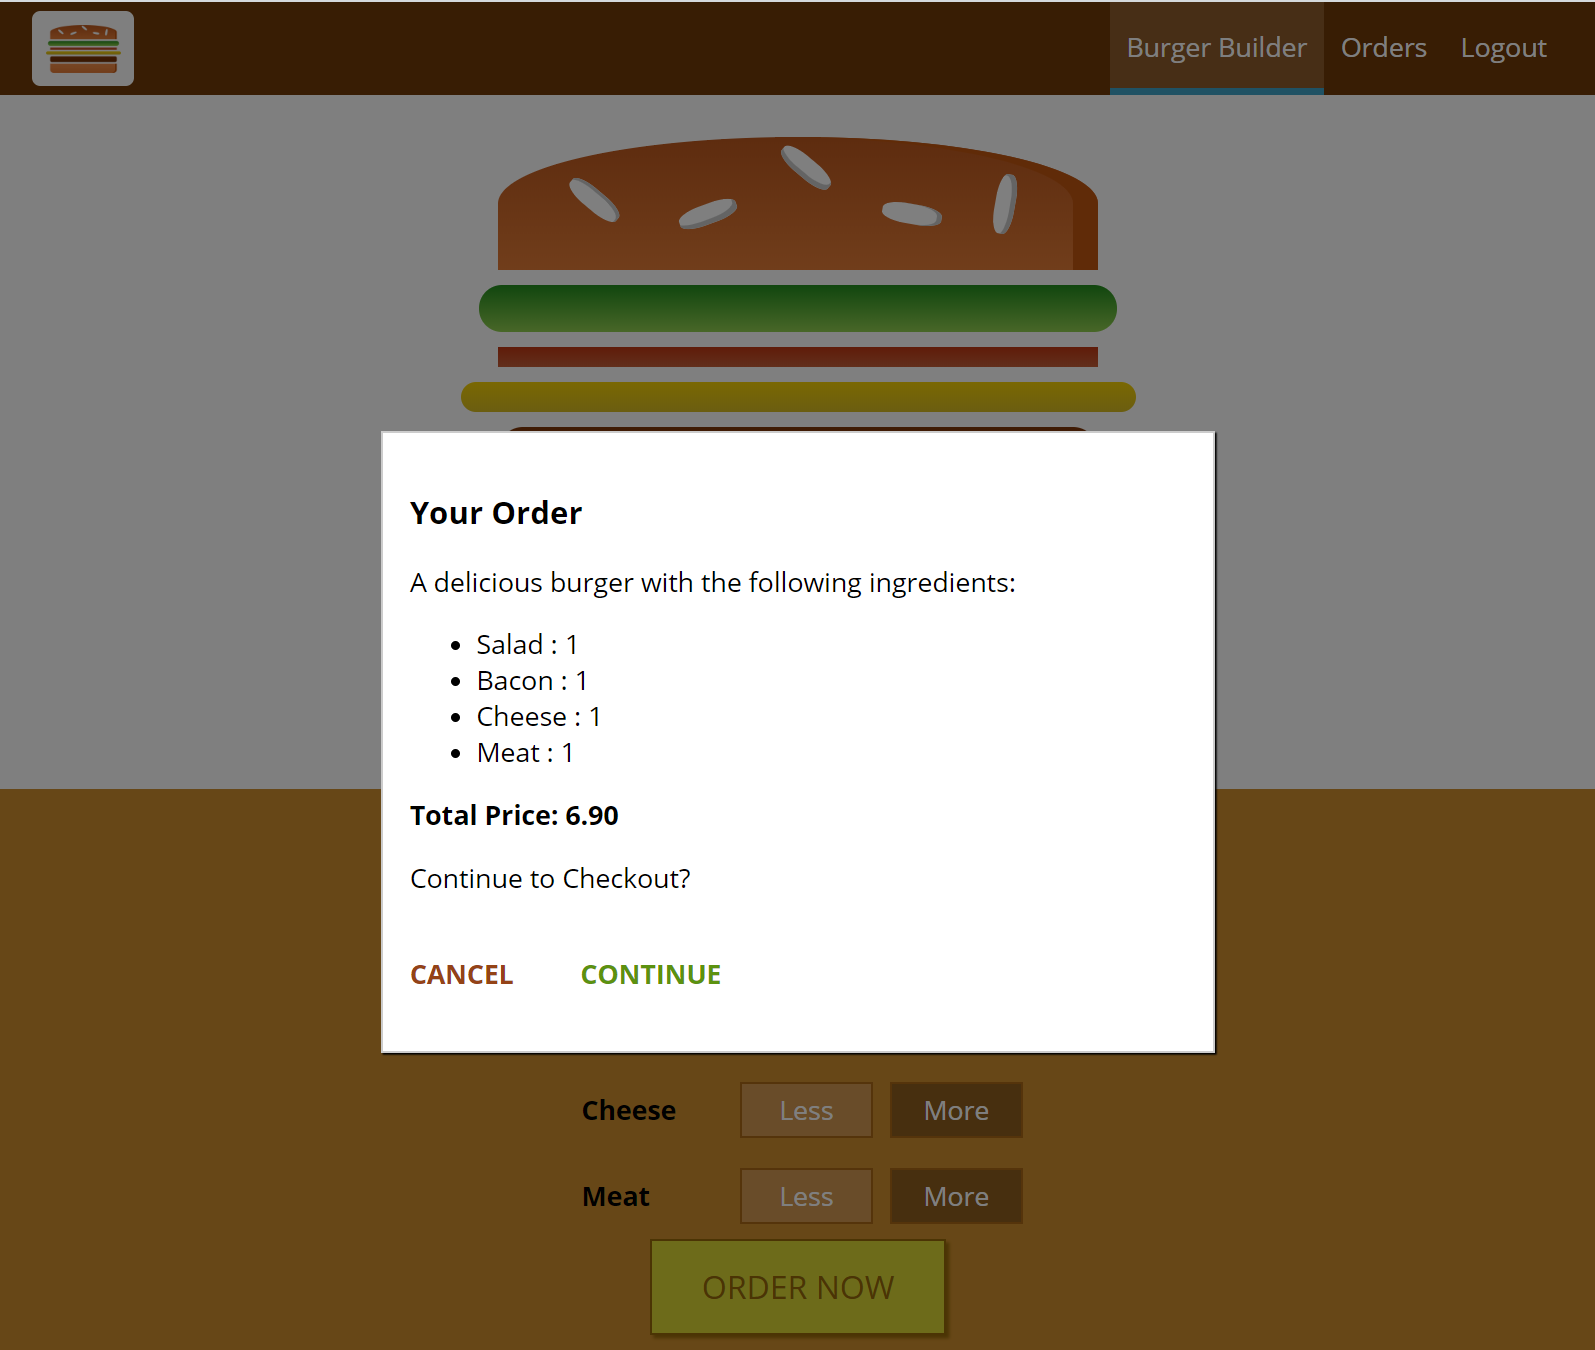 Burger Builder Orders Logout
Your Order
A delicious burger with the following ingredients:
• Salad : 1
• Bacon : 1
• Cheese : 1
• Meat : 1
Total Price: 6.90
Continue to Checkout?
CANCEL CONTINUE
Cheese Less More
Meat Less More
ORDER NOW